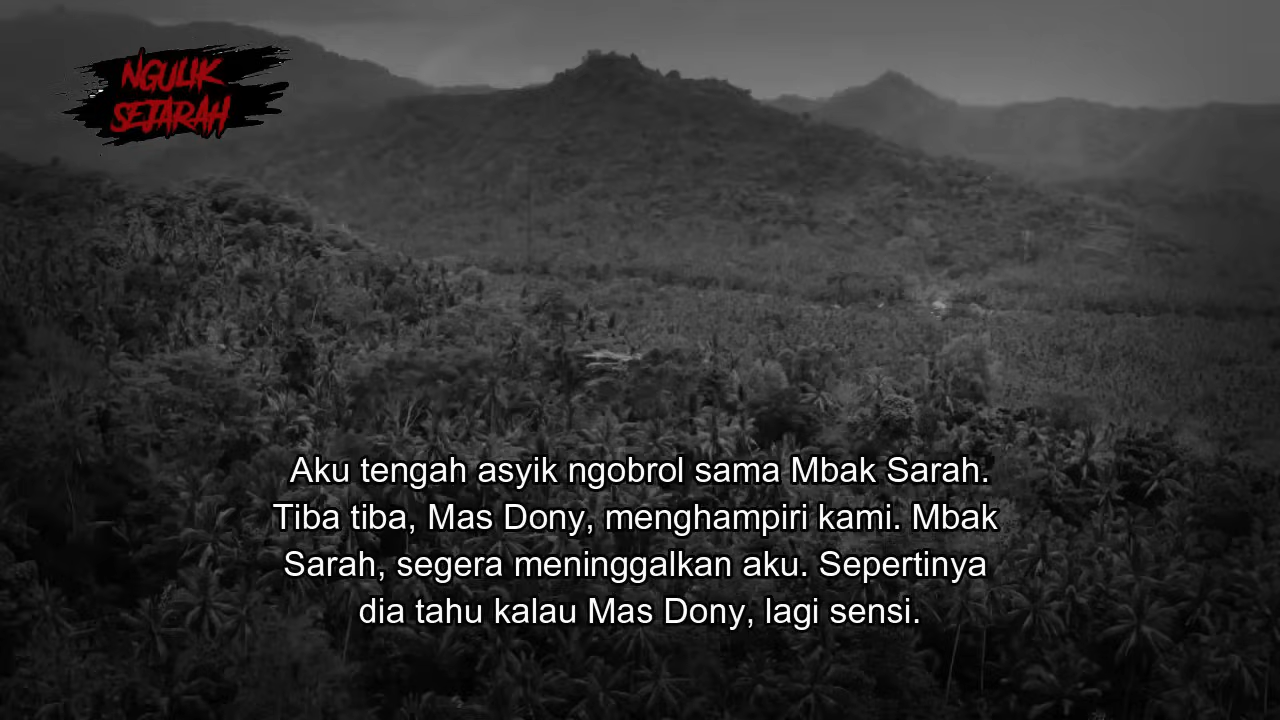 NGULIK
SEJARAH
Aku tengah asyik ngobrol sama Mbak Sarah.
Tiba tiba, Mas Dony, menghampiri kami. Mbak
Sarah, segera meninggalkan aku. Sepertinya
dia tahu kalau Mas Dony, lagi sensi.